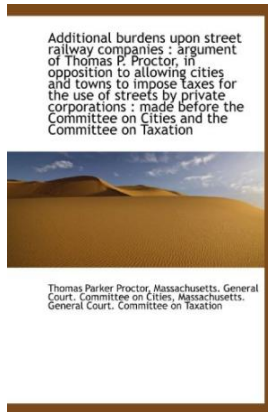 Additional burdens upon street
railway companies : argument
of Thomas P. Proctor, in
opposition to allowing cities
and towns to impose taxes for
the use of streets by private
corporations : made before the
Committee on Cities and the
Committee on Taxation
Thomas Parker Proctor, Massachusetts. General
Court. Committee on Cities, Massachusetts.
General Court. Committee on Taxation